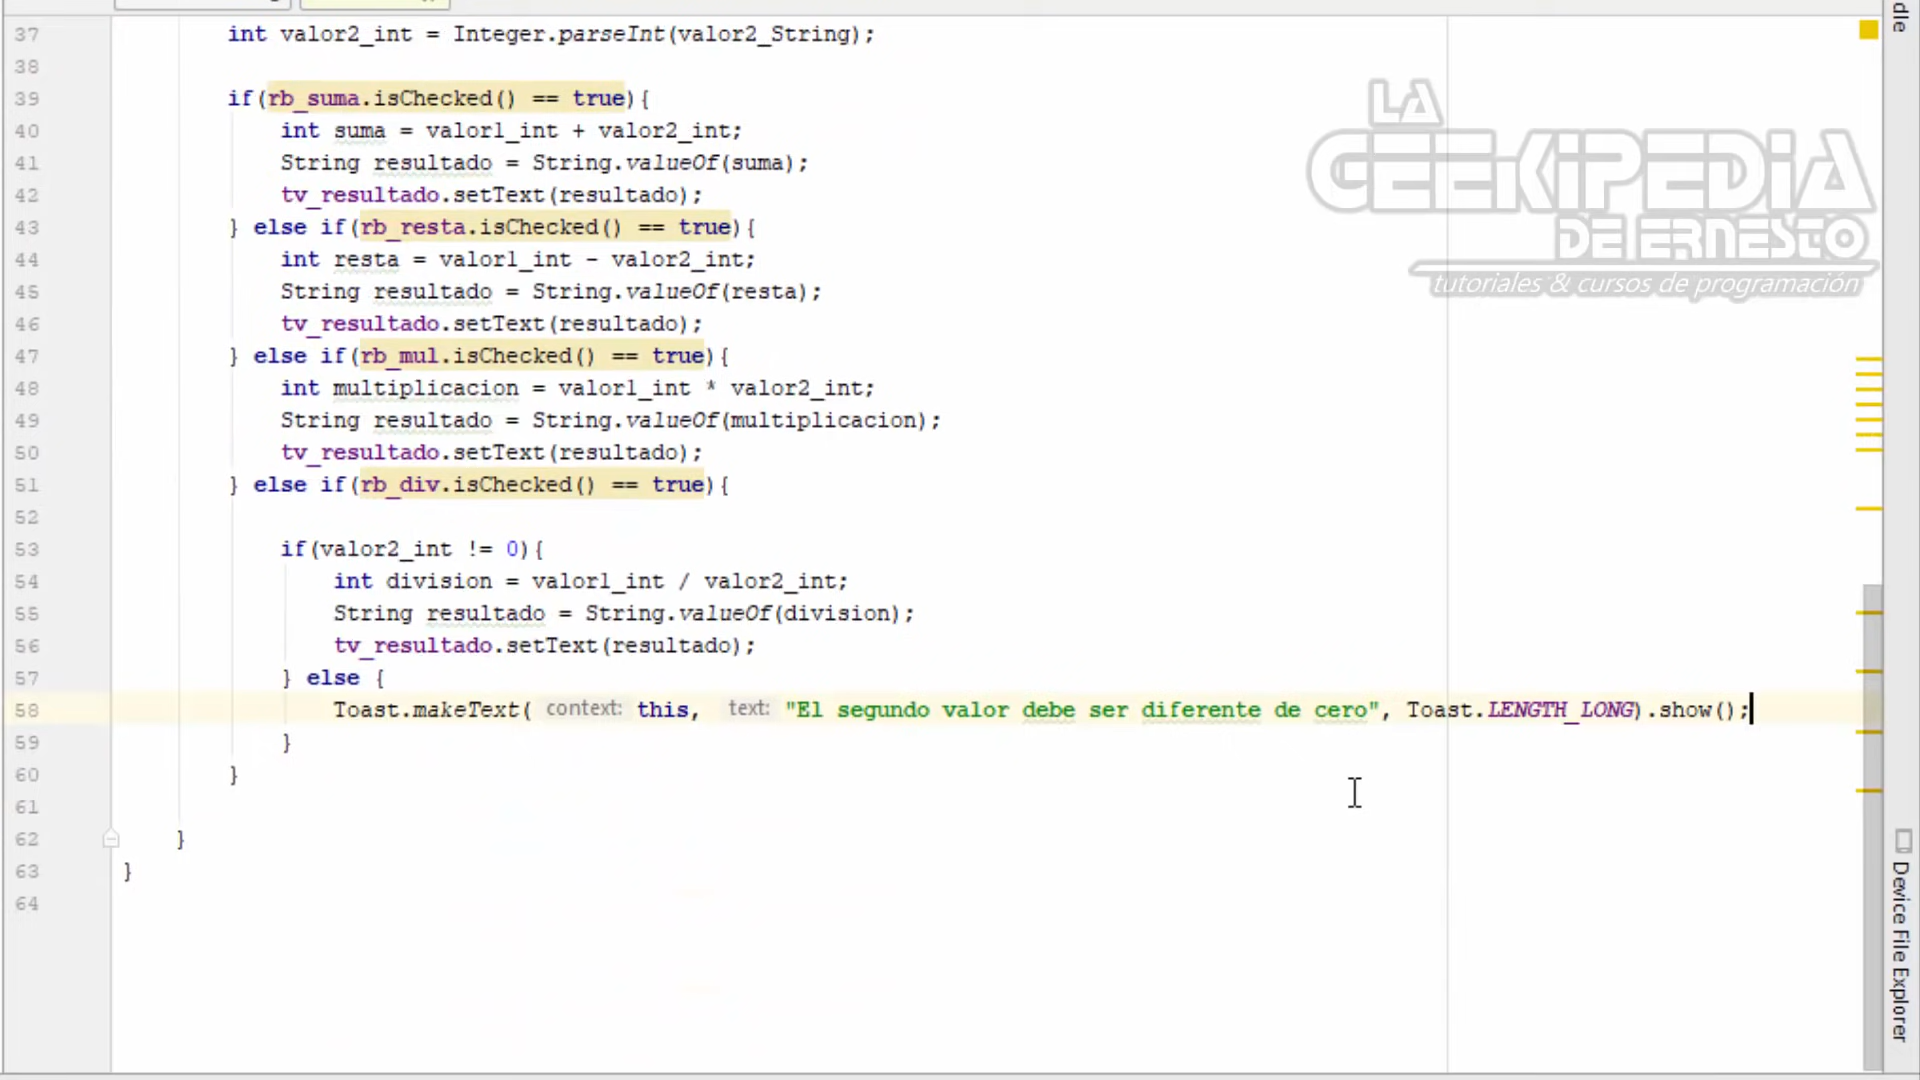 37 int valor2_int = Integer.parseInt(valor2_String);
38
39 if(rb_suma.isChecked() == true){
40 int suma = valor1_int + valor2_int;
41 String resultado = String.valueOf(suma);
42 tv_resultado.setText(resultado);
43 } else if(rb_resta.isChecked() == true){
44 int resta = valor1_int - valor2_int;
45 String resultado = String.valueOf(resta);
46 tv_resultado.setText(resultado);
47 } else if(rb_mul.isChecked() == true){
48 int multiplicacion = valor1_int * valor2_int;
49 String resultado = String.valueOf(multiplicacion);
50 tv_resultado.setText(resultado);
51 } else if(rb_div.isChecked() == true){
52
53 if(valor2_int != 0){
54 int division = valor1_int / valor2_int;
55 String resultado = String.valueOf(division);
56 tv_resultado.setText(resultado);
57 } else {
58 Toast.makeText( context: this, text: "El segundo valor debe ser diferente de cero", Toast.LENGTH_LONG).show();
59 }
60 }
61
62 }
63 }
64
LA
GEEKIPEDIA
DE ERNESTO
tutoriales & cursos de programación
Device File Explorer